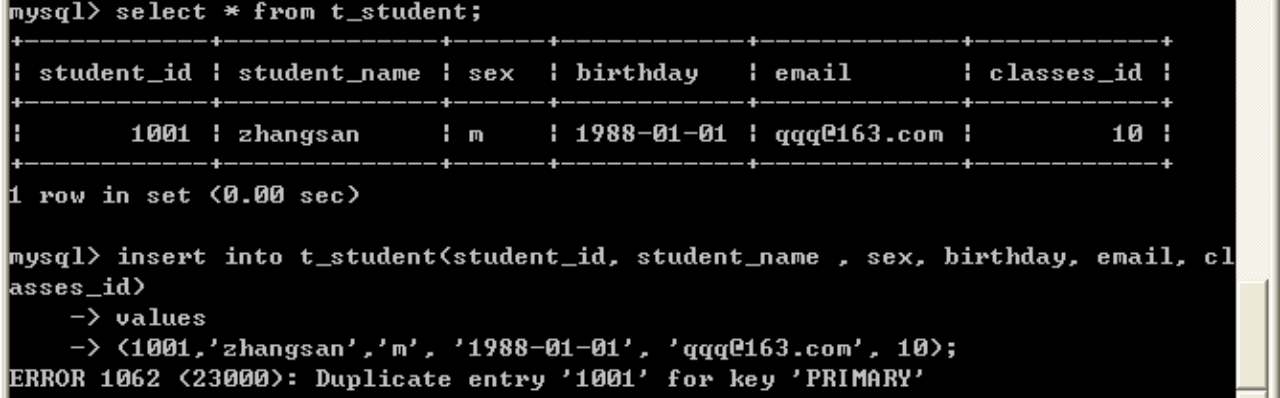 mysql> select * from t_student;
+------------+--------------+------+------------+-------------+------------+
| student_id | student_name | sex  | birthday   | email       | classes_id |
+------------+--------------+------+------------+-------------+------------+
|       1001 | zhangsan     | m    | 1988-01-01 | qqq@163.com |         10 |
+------------+--------------+------+------------+-------------+------------+
1 row in set (0.00 sec)
mysql> insert into t_student(student_id, student_name , sex, birthday, email, cl
asses_id)
    -> values
    -> (1001,'zhangsan','m', '1988-01-01', 'qqq@163.com', 10);
ERROR 1062 (23000): Duplicate entry '1001' for key 'PRIMARY'